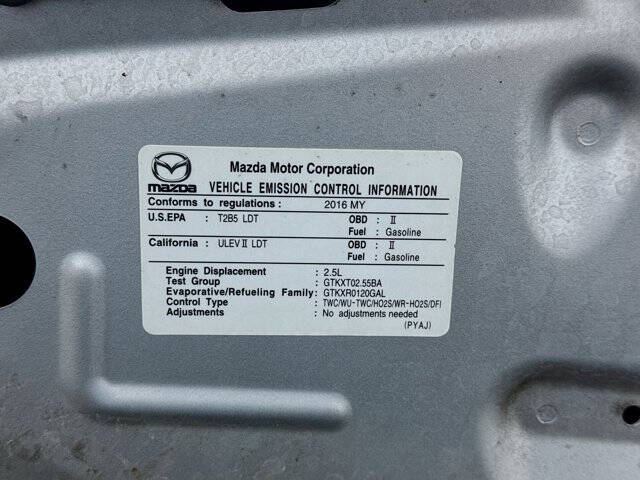 Mazda Motor Corporation
mazda VEHICLE EMISSION CONTROL INFORMATION
Conforms to regulations : 2016 MY
U.S.EPA : T2B5 LDT OBD : II
Fuel : Gasoline
California : ULEV II LDT OBD : II
Fuel : Gasoline
Engine Displacement : 2.5L
Test Group : GTKXT02.55BA
Evaporative/Refueling Family: GTKXR0120GAL
Control Type : TWC/WU-TWC/HO2S/WR-HO2S/DFI
Adjustments : No adjustments needed
(PYAJ)